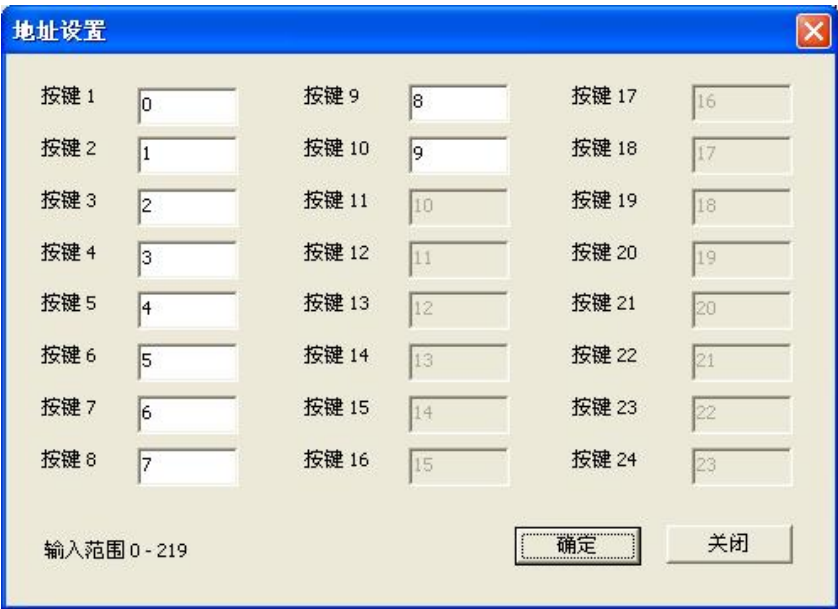 地址设置
按键 1 0 按键 9 8 按键 17 16
按键 2 1 按键 10 9 按键 18 17
按键 3 2 按键 11 10 按键 19 18
按键 4 3 按键 12 11 按键 20 19
按键 5 4 按键 13 12 按键 21 20
按键 6 5 按键 14 13 按键 22 21
按键 7 6 按键 15 14 按键 23 22
按键 8 7 按键 16 15 按键 24 23
输入范围 0 - 219 确定 关闭